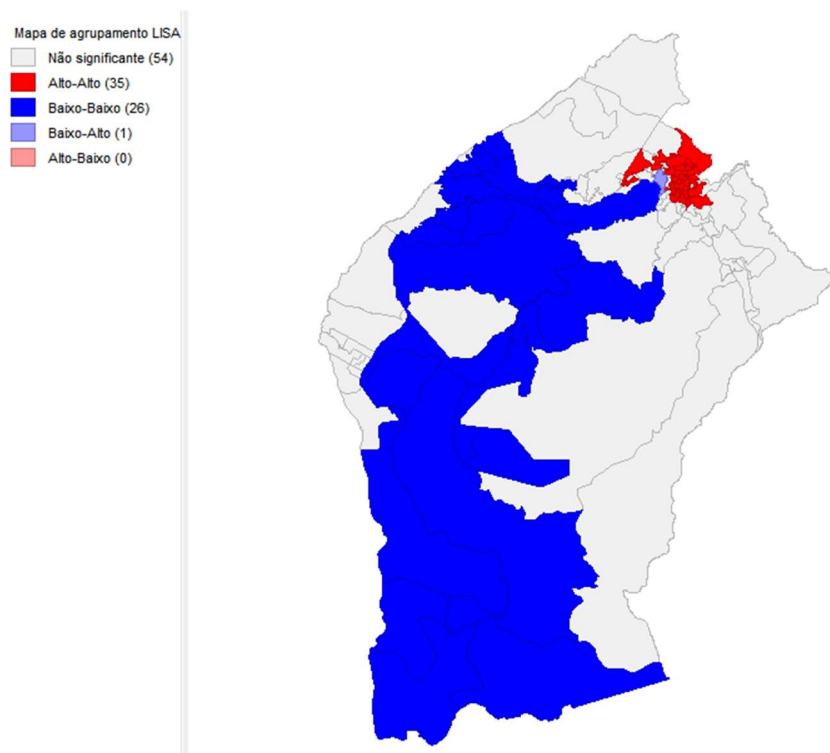 Mapa de agrupamento LISA
Não significante (54)
Alto-Alto (35)
Baixo-Baixo (26)
Baixo-Alto (1)
Alto-Baixo (0)